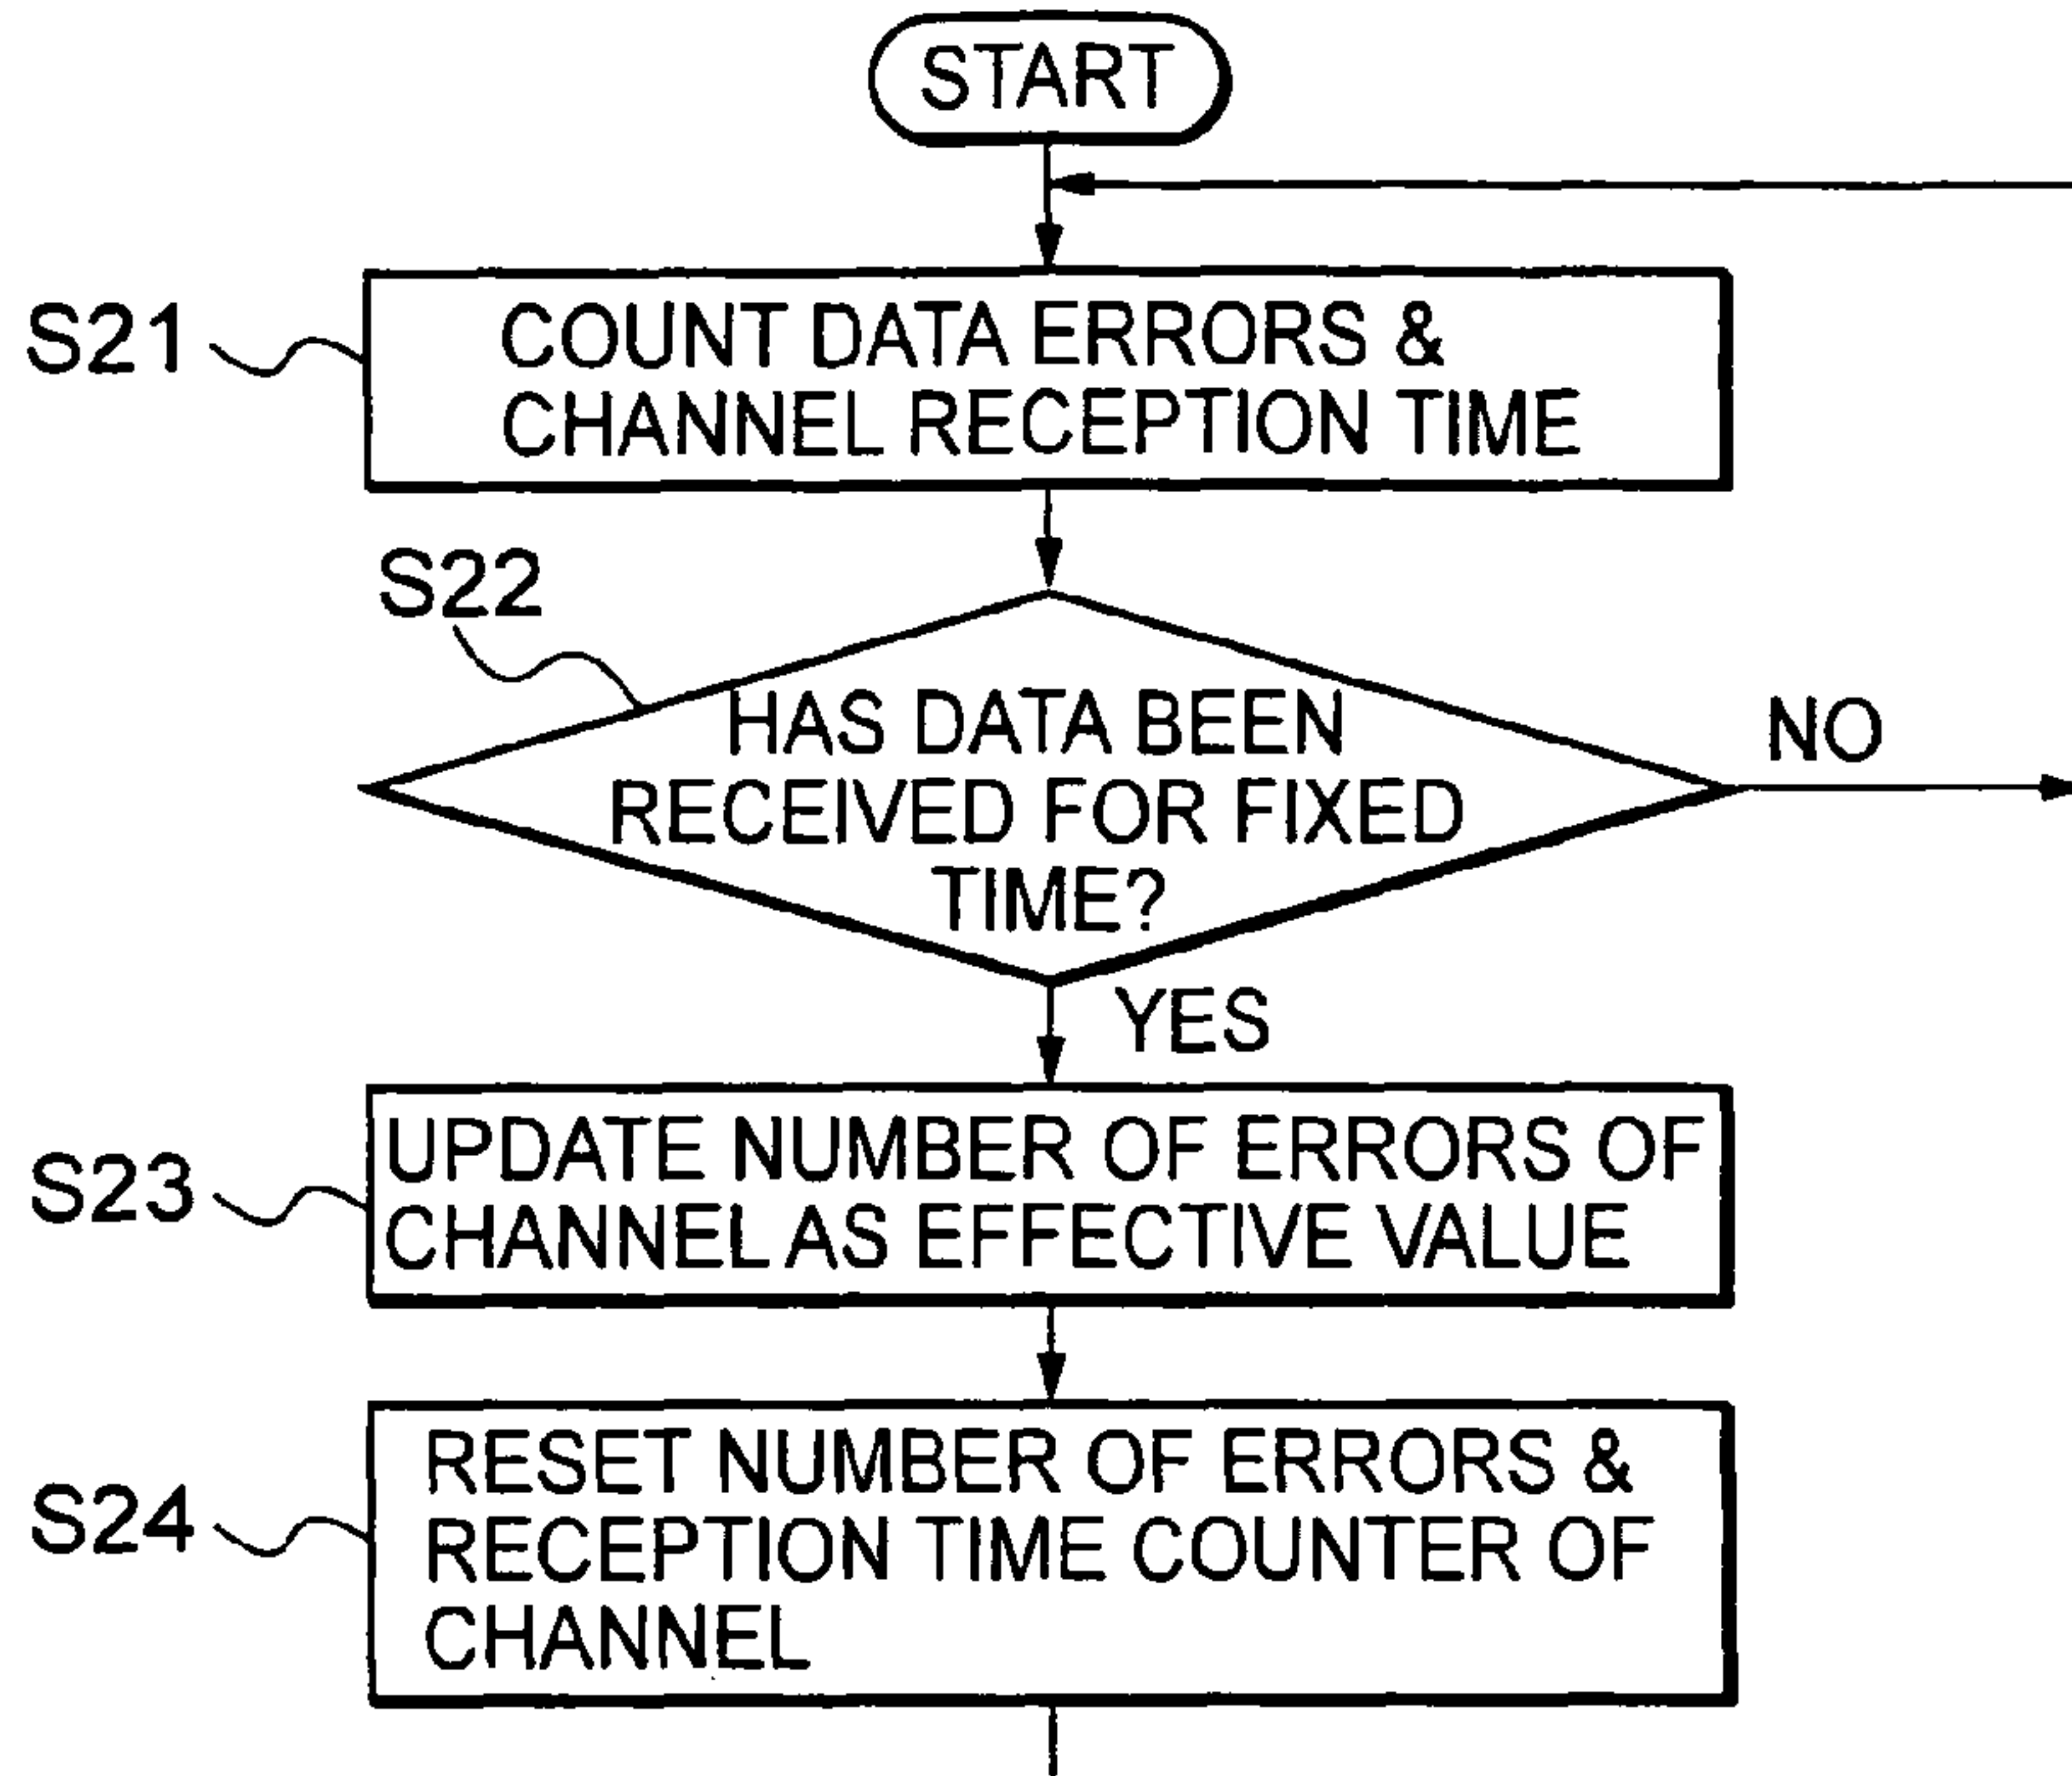 START
S21
COUNT DATA ERRORS &
CHANNEL RECEPTION TIME
S22
HAS DATA BEEN
RECEIVED FOR FIXED
TIME?
NO
YES
S23
UPDATE NUMBER OF ERRORS OF
CHANNEL AS EFFECTIVE VALUE
S24
RESET NUMBER OF ERRORS &
RECEPTION TIME COUNTER OF
CHANNEL